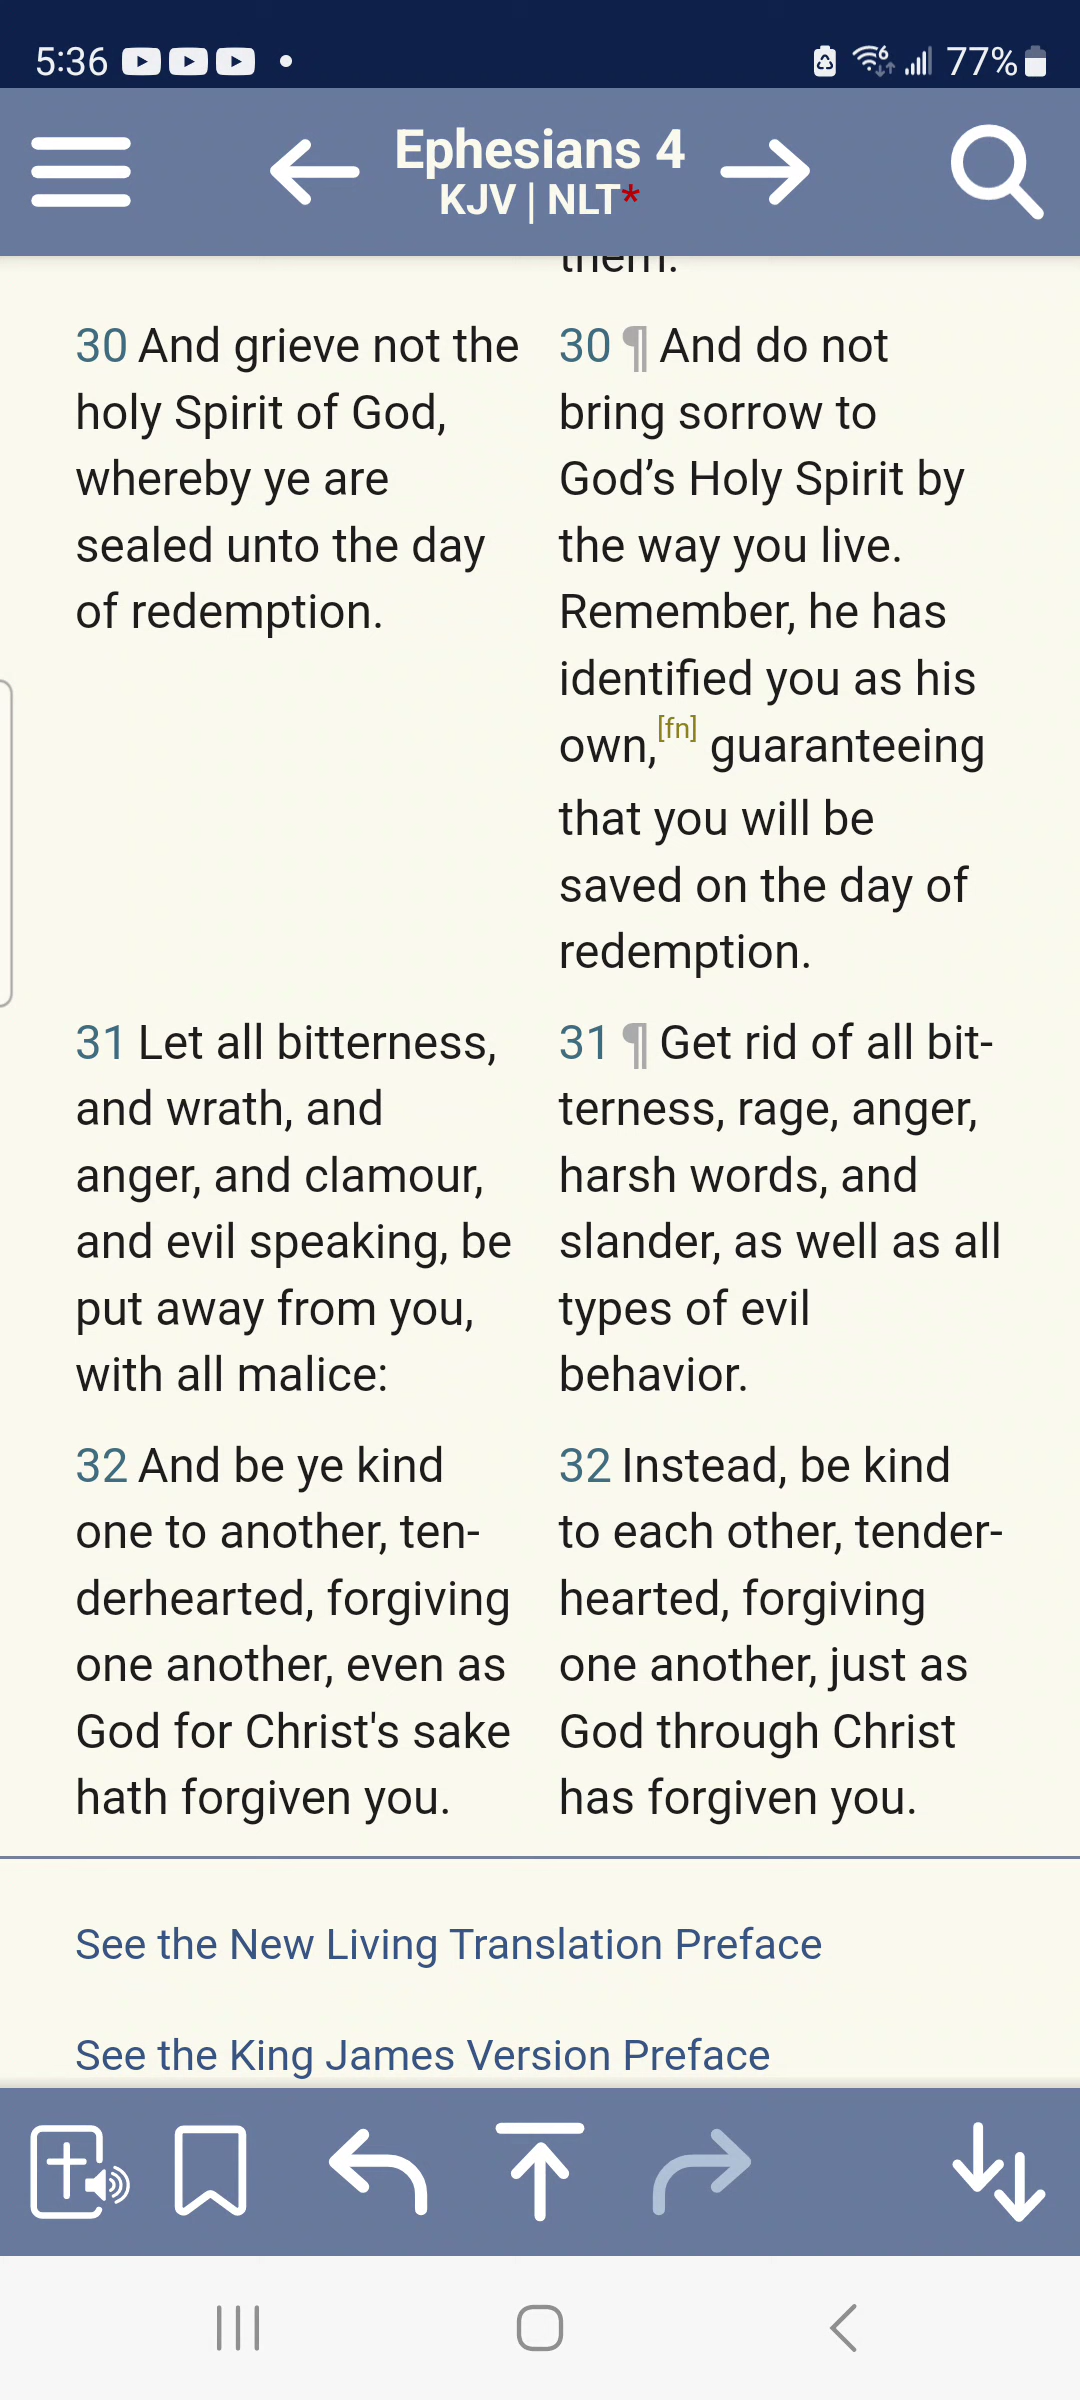 5:36
6
77%
Ephesians 4
KJV | NLT*
them.
30 And grieve not the
holy Spirit of God,
whereby ye are
sealed unto the day
of redemption.
30 ¶ And do not
bring sorrow to
God’s Holy Spirit by
the way you live.
Remember, he has
identified you as his
own,[fn] guaranteeing
that you will be
saved on the day of
redemption.
31 Let all bitterness,
and wrath, and
anger, and clamour,
and evil speaking, be
put away from you,
with all malice:
31 ¶ Get rid of all bit-
terness, rage, anger,
harsh words, and
slander, as well as all
types of evil
behavior.
32 And be ye kind
one to another, ten-
derhearted, forgiving
one another, even as
God for Christ's sake
hath forgiven you.
32 Instead, be kind
to each other, tender-
hearted, forgiving
one another, just as
God through Christ
has forgiven you.
See the New Living Translation Preface
See the King James Version Preface